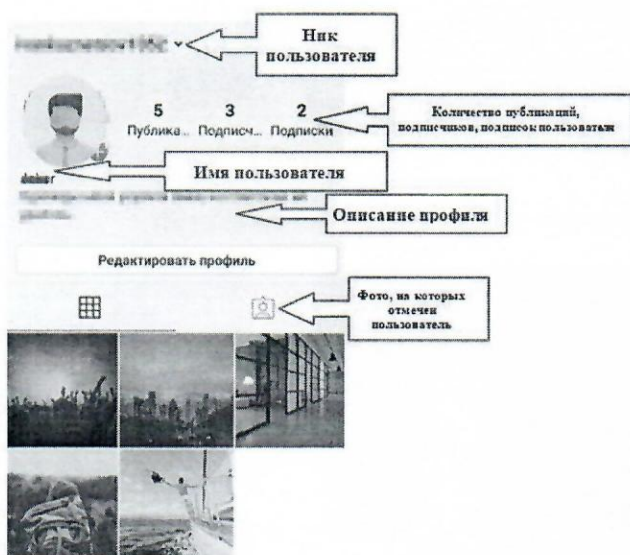 Ник
пользователя
5 3 2
Публика... Подписч... Подписки
Количество публикаций,
подписчиков, подписок пользователя
Имя пользователя
Описание профиля
Редактировать профиль
Фото, на которых
отмечен
пользователь